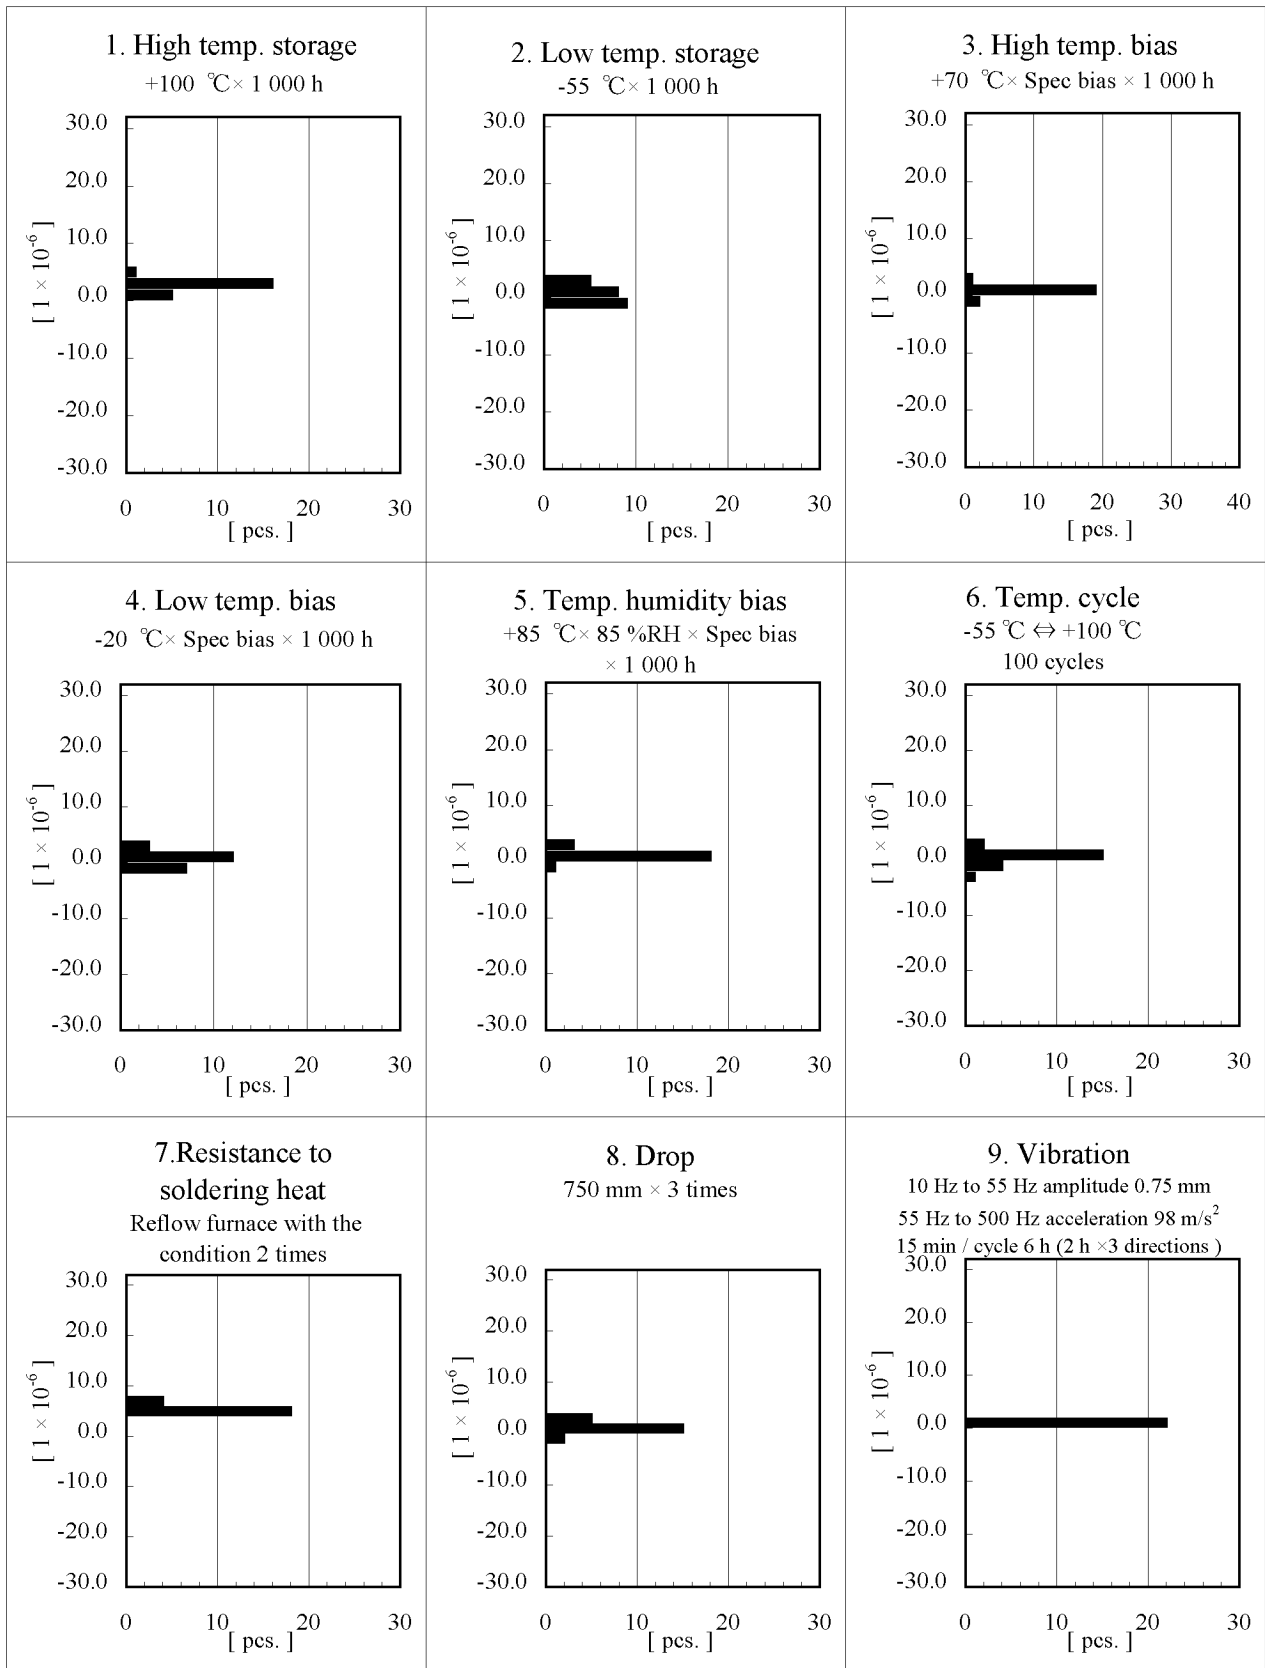 1. High temp. storage
+100 ℃× 1 000 h
30.0
20.0
10.0
0.0
-10.0
-20.0
-30.0
[ 1 × 10-6 ]
0 10 20 30
[ pcs. ]
2. Low temp. storage
-55 ℃× 1 000 h
30.0
20.0
10.0
0.0
-10.0
-20.0
-30.0
[ 1 × 10-6 ]
0 10 20 30
[ pcs. ]
3. High temp. bias
+70 ℃× Spec bias × 1 000 h
30.0
20.0
10.0
0.0
-10.0
-20.0
-30.0
[ 1 × 10-6 ]
0 10 20 30 40
[ pcs. ]
4. Low temp. bias
-20 ℃× Spec bias × 1 000 h
30.0
20.0
10.0
0.0
-10.0
-20.0
-30.0
[ 1 × 10-6 ]
0 10 20 30
[ pcs. ]
5. Temp. humidity bias
+85 ℃× 85 %RH × Spec bias
× 1 000 h
30.0
20.0
10.0
0.0
-10.0
-20.0
-30.0
[ 1 × 10-6 ]
0 10 20 30
[ pcs. ]
6. Temp. cycle
-55 ℃ ⇔ +100 ℃
100 cycles
30.0
20.0
10.0
0.0
-10.0
-20.0
-30.0
[ 1 × 10-6 ]
0 10 20 30
[ pcs. ]
7.Resistance to
soldering heat
Reflow furnace with the
condition 2 times
30.0
20.0
10.0
0.0
-10.0
-20.0
-30.0
[ 1 × 10-6 ]
0 10 20 30
[ pcs. ]
8. Drop
750 mm × 3 times
30.0
20.0
10.0
0.0
-10.0
-20.0
-30.0
[ 1 × 10-6 ]
0 10 20 30
[ pcs. ]
9. Vibration
10 Hz to 55 Hz amplitude 0.75 mm
55 Hz to 500 Hz acceleration 98 m/s2
15 min / cycle 6 h (2 h ×3 directions )
30.0
20.0
10.0
0.0
-10.0
-20.0
-30.0
[ 1 × 10-6 ]
0 10 20 30
[ pcs. ]